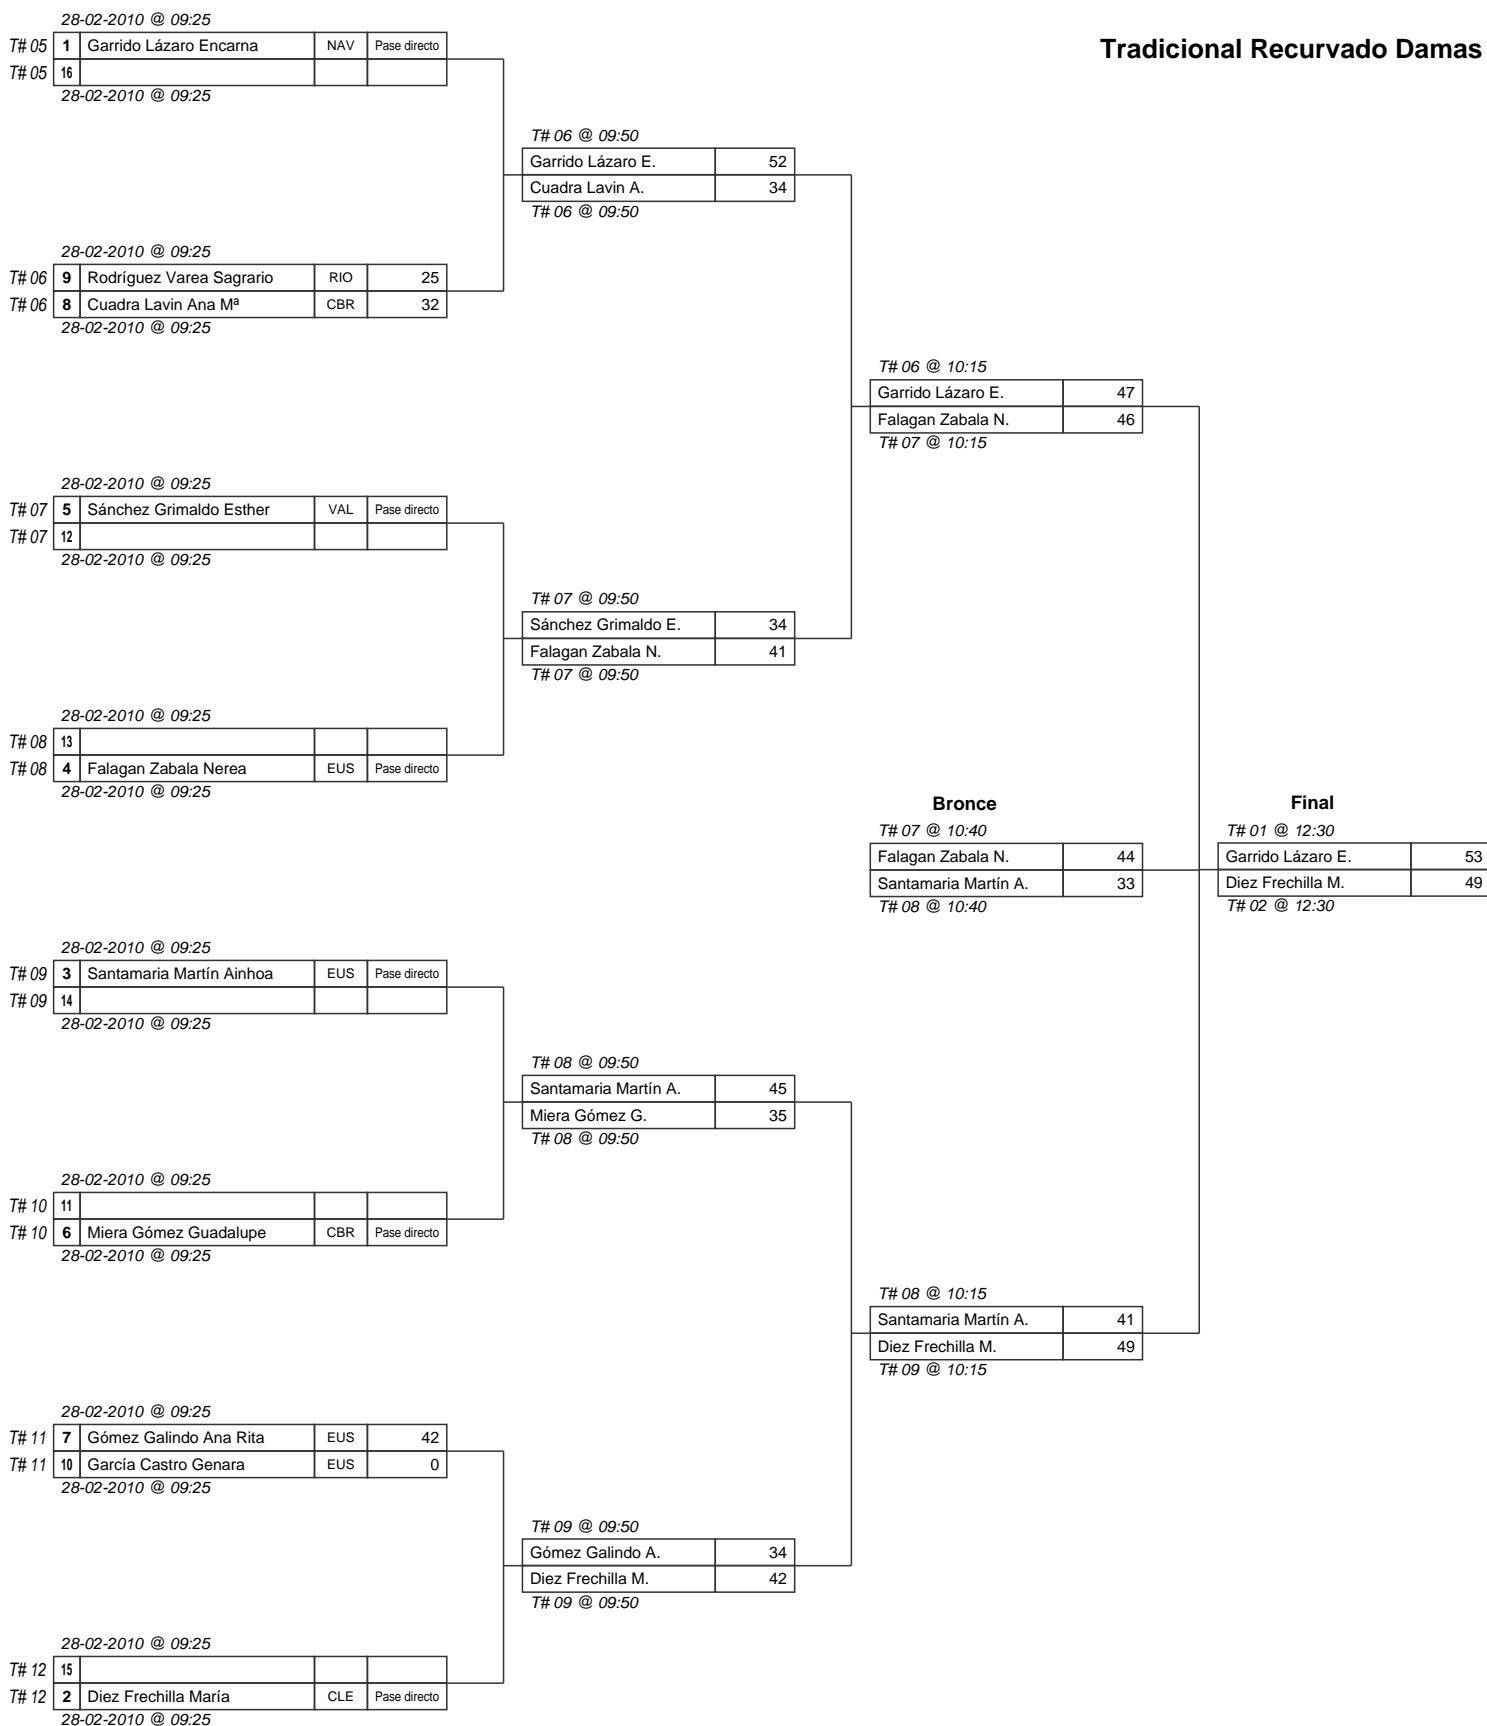 Tradicional Recurvado Damas
28-02-2010 @ 09:25
T# 05 1 Garrido Lázaro Encarna NAV Pase directo
T# 05 16
28-02-2010 @ 09:25
T# 06 @ 09:50
Garrido Lázaro E. 52
Cuadra Lavin A. 34
T# 06 @ 09:50
28-02-2010 @ 09:25
T# 06 9 Rodríguez Varea Sagrario RIO 25
T# 06 8 Cuadra Lavin Ana Mª CBR 32
28-02-2010 @ 09:25
T# 06 @ 10:15
Garrido Lázaro E. 47
Falagan Zabala N. 46
T# 07 @ 10:15
28-02-2010 @ 09:25
T# 07 5 Sánchez Grimaldo Esther VAL Pase directo
T# 07 12
28-02-2010 @ 09:25
T# 07 @ 09:50
Sánchez Grimaldo E. 34
Falagan Zabala N. 41
T# 07 @ 09:50
28-02-2010 @ 09:25
T# 08 13
T# 08 4 Falagan Zabala Nerea EUS Pase directo
28-02-2010 @ 09:25
Bronce
T# 07 @ 10:40
Falagan Zabala N. 44
Santamaria Martín A. 33
T# 08 @ 10:40
Final
T# 01 @ 12:30
Garrido Lázaro E. 53
Diez Frechilla M. 49
T# 02 @ 12:30
28-02-2010 @ 09:25
T# 09 3 Santamaria Martín Ainhoa EUS Pase directo
T# 09 14
28-02-2010 @ 09:25
T# 08 @ 09:50
Santamaria Martín A. 45
Miera Gómez G. 35
T# 08 @ 09:50
28-02-2010 @ 09:25
T# 10 11
T# 10 6 Miera Gómez Guadalupe CBR Pase directo
28-02-2010 @ 09:25
T# 08 @ 10:15
Santamaria Martín A. 41
Diez Frechilla M. 49
T# 09 @ 10:15
28-02-2010 @ 09:25
T# 11 7 Gómez Galindo Ana Rita EUS 42
T# 11 10 García Castro Genara EUS 0
28-02-2010 @ 09:25
T# 09 @ 09:50
Gómez Galindo A. 34
Diez Frechilla M. 42
T# 09 @ 09:50
28-02-2010 @ 09:25
T# 12 15
T# 12 2 Diez Frechilla María CLE Pase directo
28-02-2010 @ 09:25